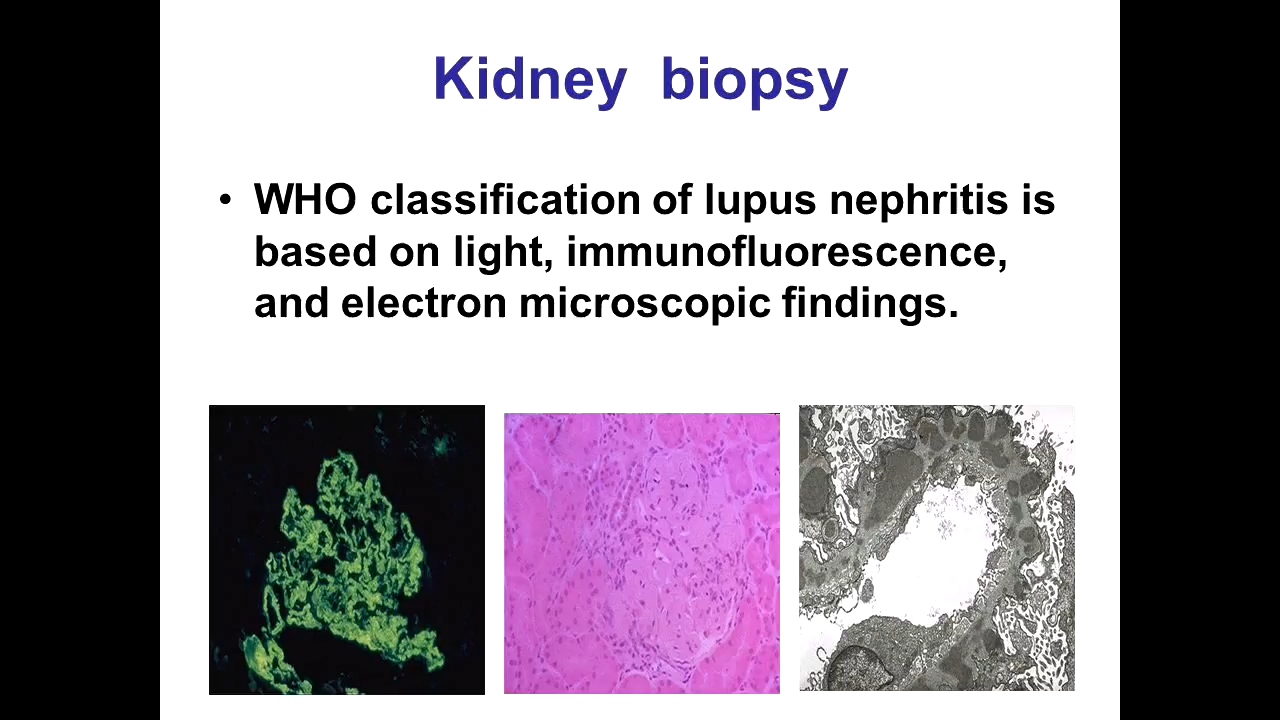 Kidney biopsy
• WHO classification of lupus nephritis is
based on light, immunofluorescence,
and electron microscopic findings.